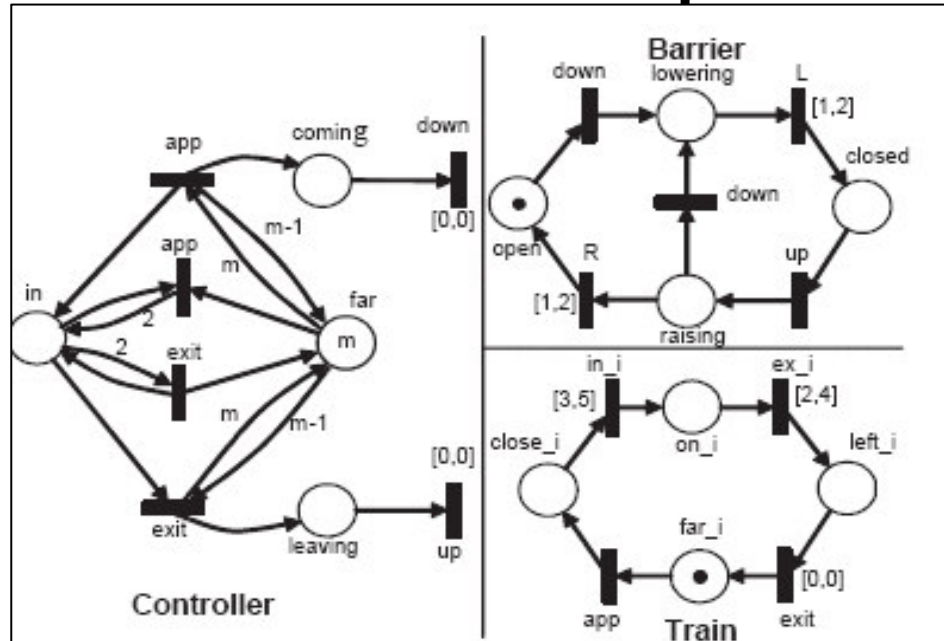 app
coming
down
[0,0]
m-1
app
m
in
2
far
m
2
exit
m
m-1
[0,0]
exit
leaving
up
Controller
Barrier
down
lowering
L
[1,2]
closed
down
open
R
up
[1,2]
raising
in_i
ex_i
[3,5]
[2,4]
close_i
on_i
left_i
far_i
[0,0]
app
exit
Train